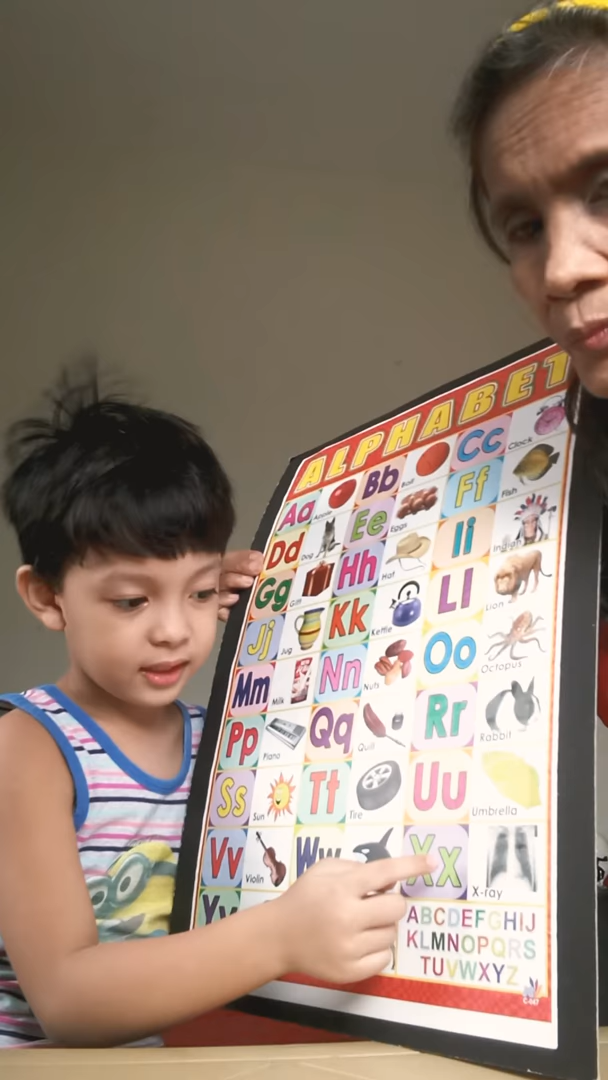 ALPHABET
Aa Apple Bb Ball Cc Clock
Dd Dog Ee Eggs Ff Fish
Gg Gift Hh Hat Ii
Jj Jug Kk Kettle Ll Lion
Mm Milk Nn Nuts Oo Octopus
Pp Piano Qq Quill Rr Rabbit
Ss Sun Tt Tire Uu Umbrella
Vv Violin Ww Xx X-ray
Yy
ABCDEFGHIJ
KLMNOPQRS
TUVWXYZ